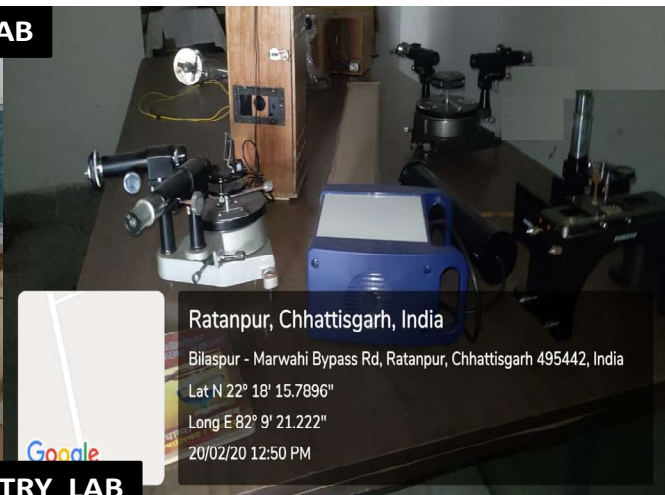 AB
Ratanpur, Chhattisgarh, India
Bilaspur - Marwahi Bypass Rd, Ratanpur, Chhattisgarh 495442, India
Lat N 22° 18' 15.7896"
Long E 82° 9' 21.222"
20/02/20 12:50 PM
Google
TRY LAB